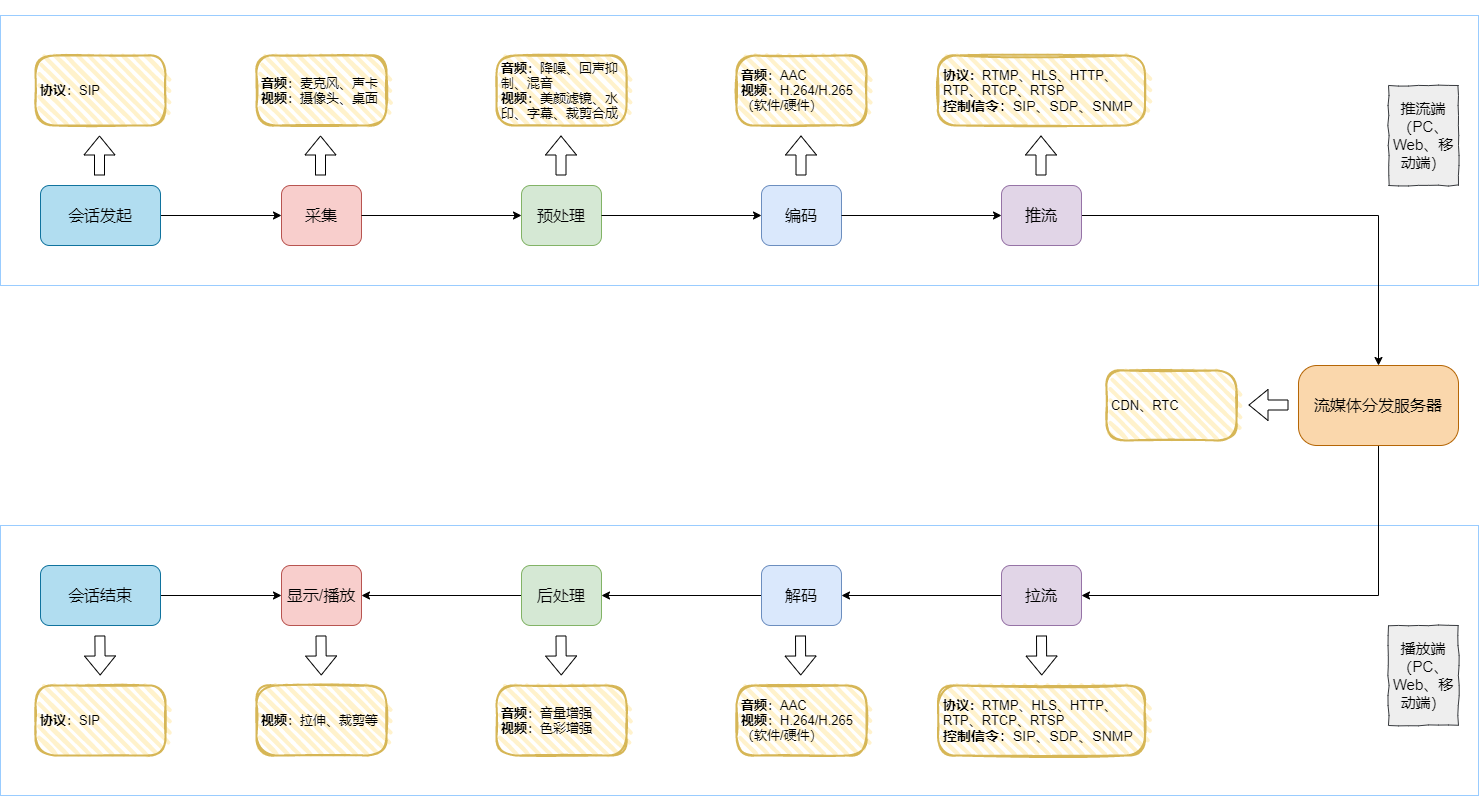 协议：SIP
音频：麦克风、声卡
视频：摄像头、桌面
音频：降噪、回声抑
制、混音
视频：美颜滤镜、水
印、字幕、裁剪合成
音频：AAC
视频：H.264/H.265
（软件/硬件）
协议：RTMP、HLS、HTTP、
RTP、RTCP、RTSP
控制信令：SIP、SDP、SNMP
推流端
（PC、
Web、移
动端）
会话发起
采集
预处理
编码
推流
CDN、RTC
流媒体分发服务器
会话结束
显示/播放
后处理
解码
拉流
播放端
（PC、
Web、移
动端）
协议：SIP
视频：拉伸、裁剪等
音频：音量增强
视频：色彩增强
音频：AAC
视频：H.264/H.265
（软件/硬件）
协议：RTMP、HLS、HTTP、
RTP、RTCP、RTSP
控制信令：SIP、SDP、SNMP